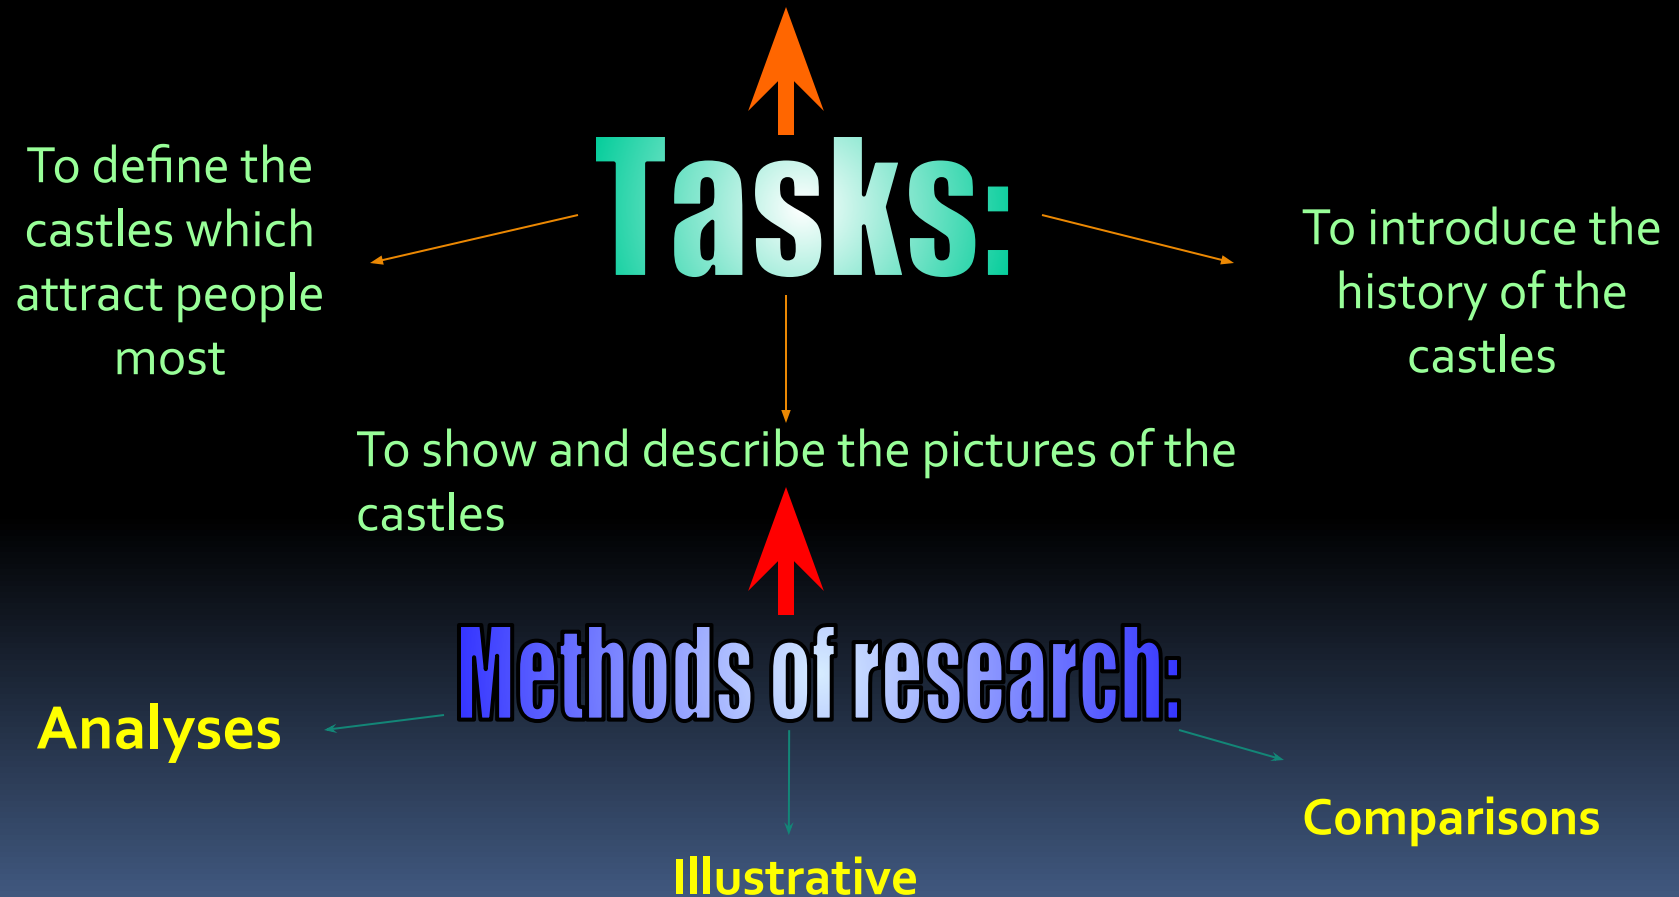 Tasks:
To define the
castles which
attract people
most
To introduce the
history of the
castles
To show and describe the pictures of the
castles
Methods of research:
Analyses
Illustrative
Comparisons